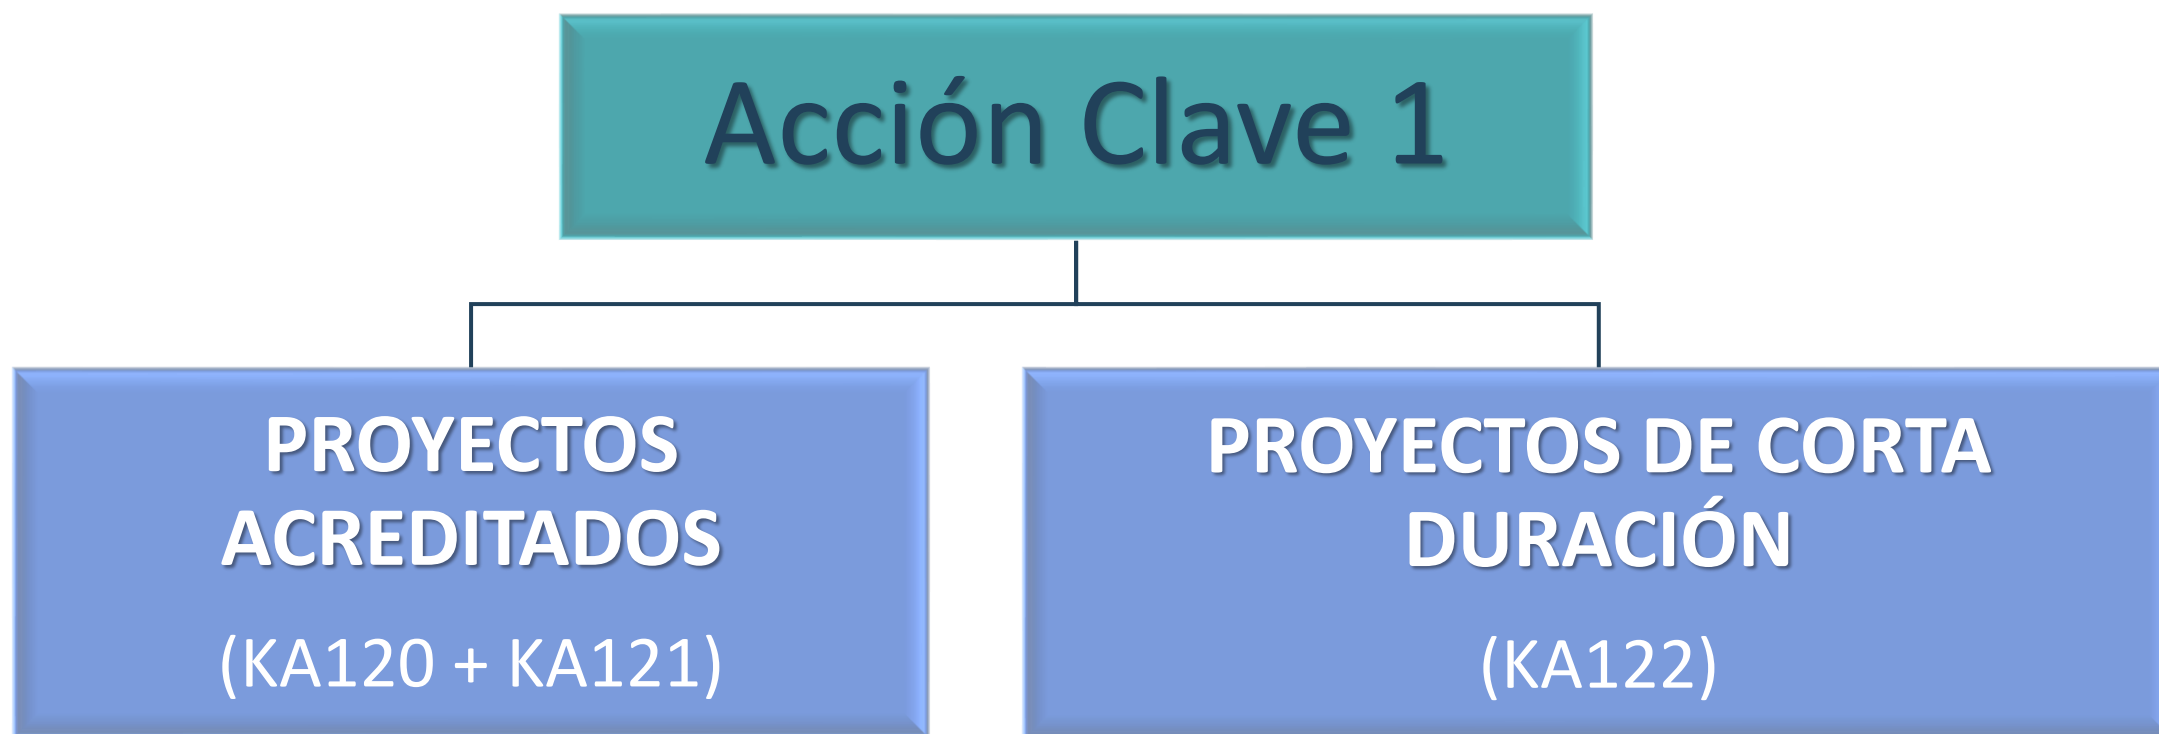 Acción Clave 1
PROYECTOS
ACREDITADOS
(KA120 + KA121)
PROYECTOS DE CORTA
DURACIÓN
(KA122)